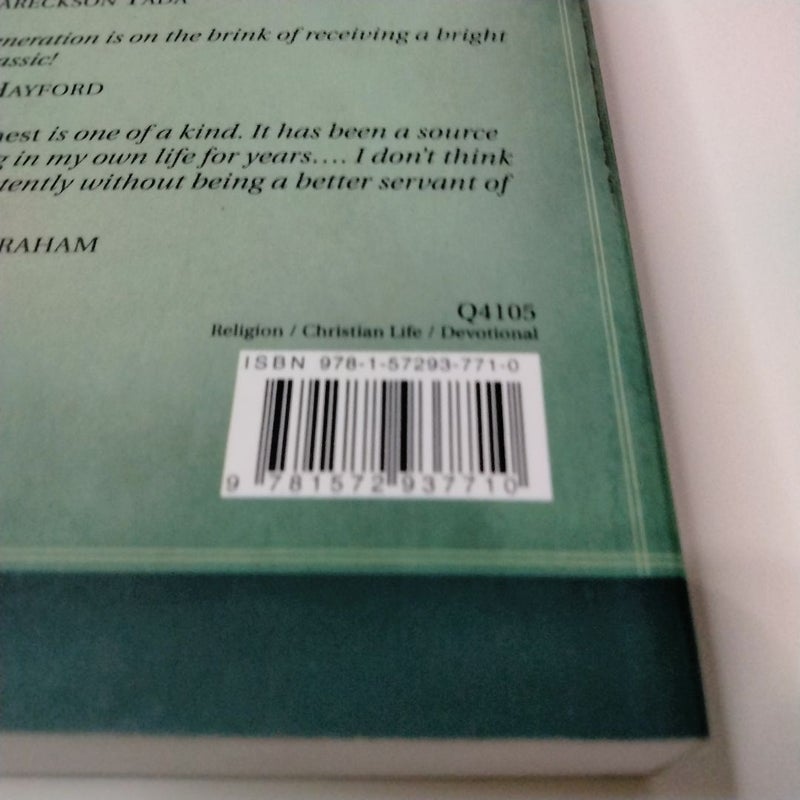 ARECKSON TADA
eneration is on the brink of receiving a bright
assic!
HAYFORD
nest is one of a kind. It has been a source
g in my own life for years.... I don't think
tently without being a better servant of
RAHAM
Q4105
Religion / Christian Life / Devotional
ISBN 978-1-57293-771-0
9 781572 937710